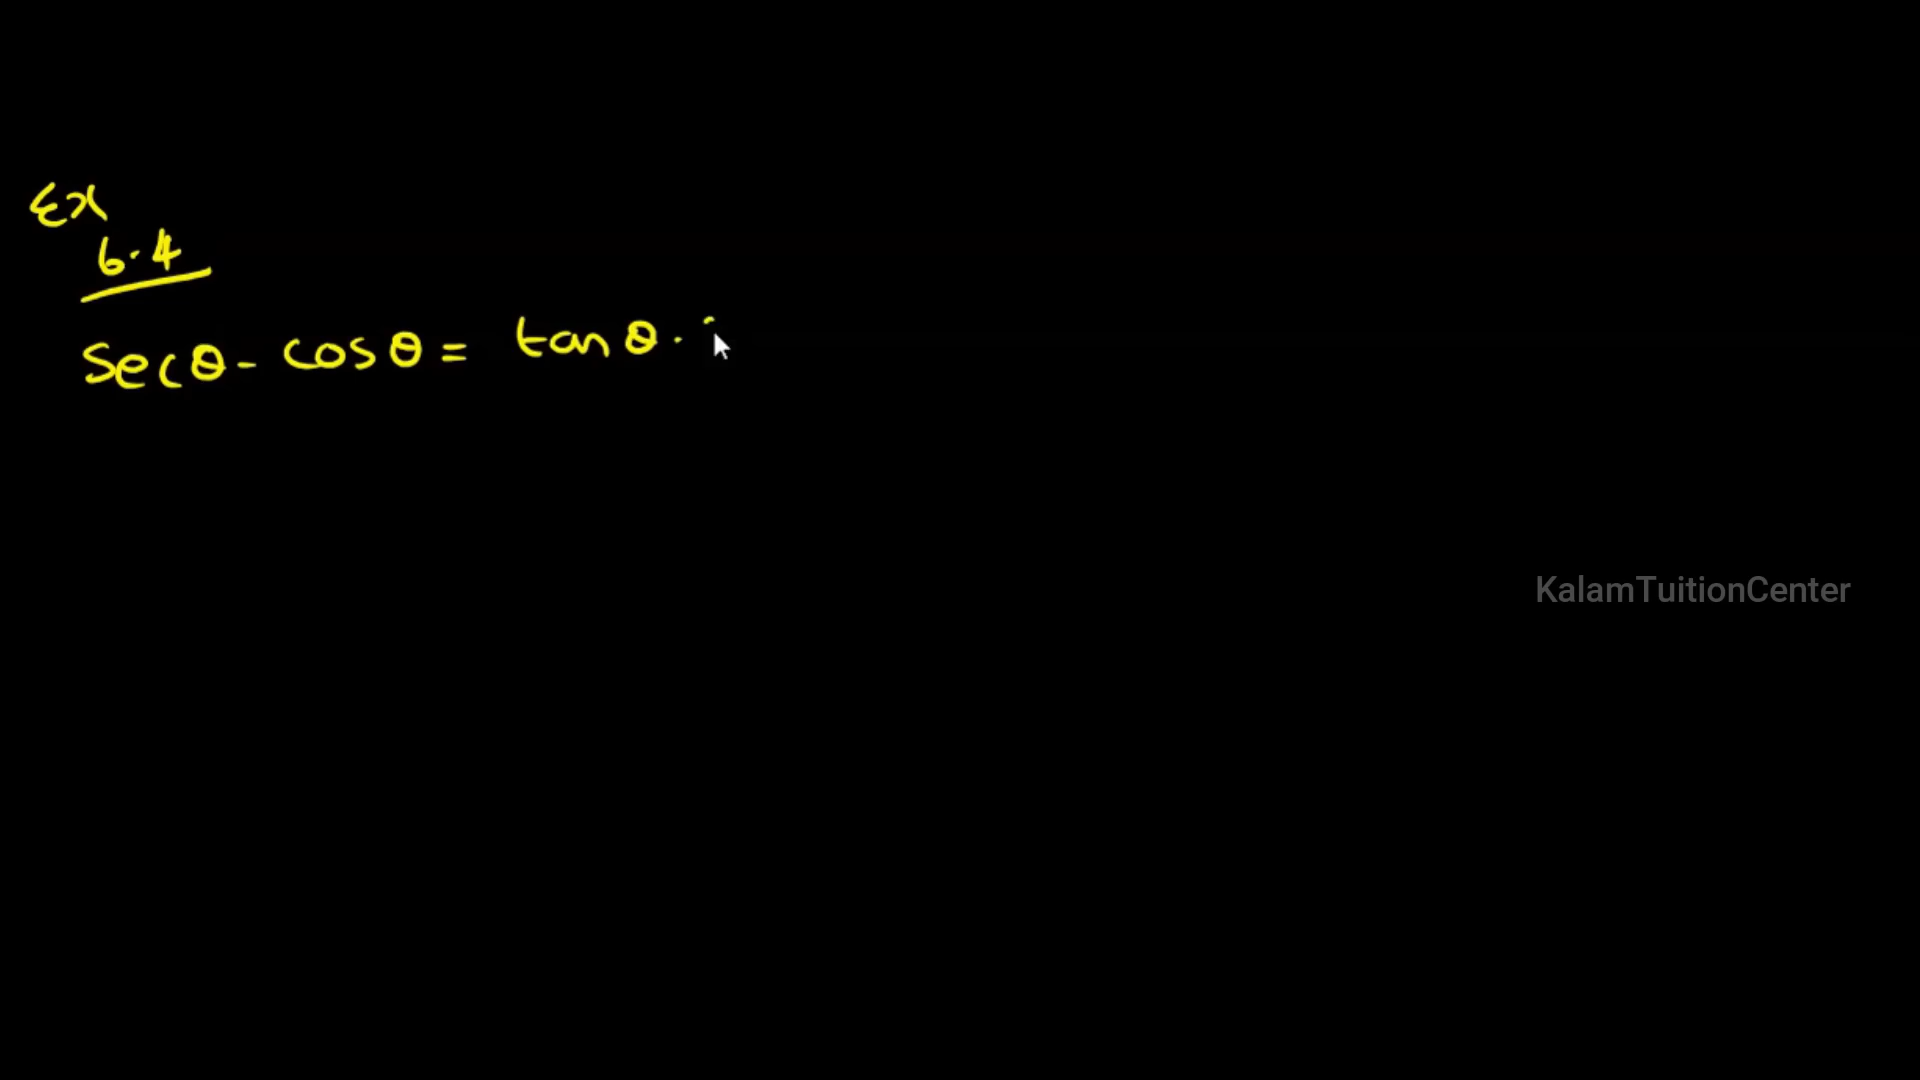 Ex
6.4
secθ - cosθ = tanθ .
KalamTuitionCenter